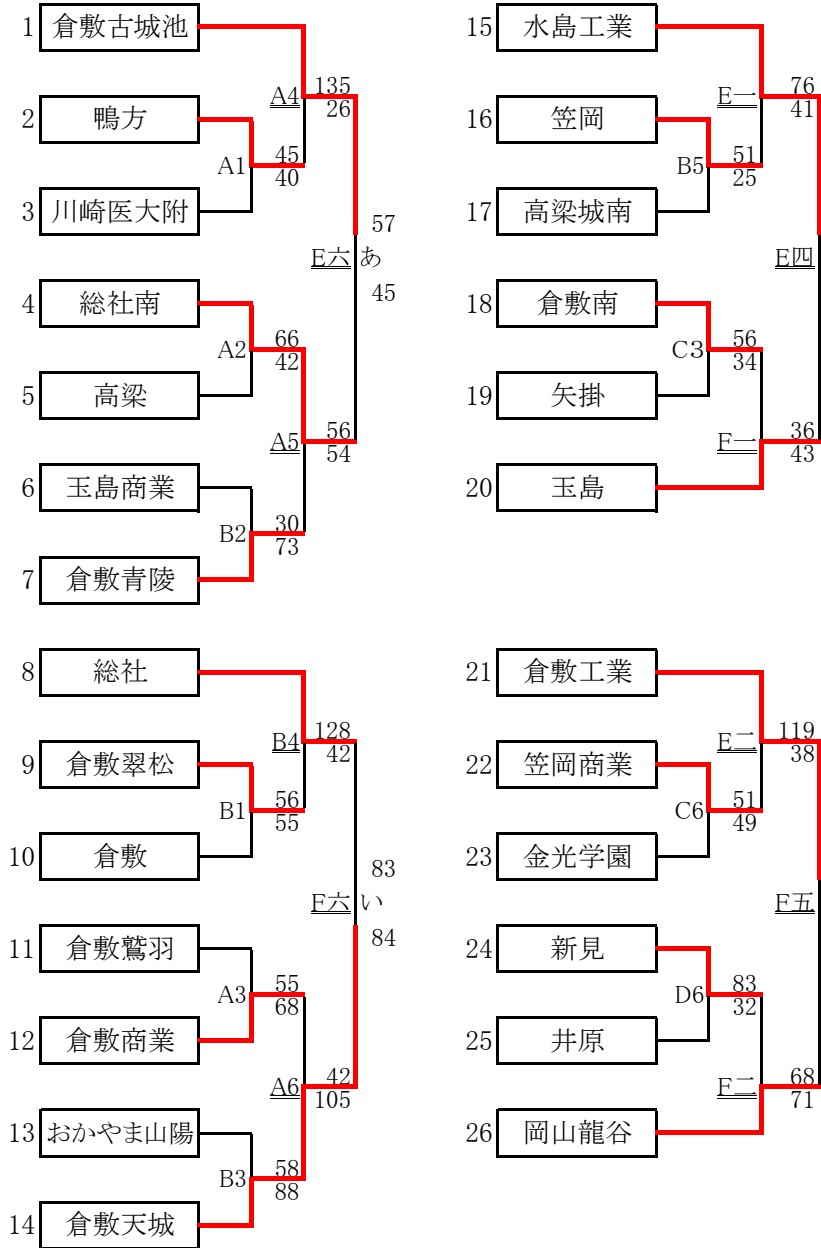 1 倉敷古城池
A4 135
26
2 鴨方
A1 45
40
3 川崎医大附
57
E六 あ
45
4 総社南
A2 66
42
5 高梁
A5 56
54
6 玉島商業
B2 30
73
7 倉敷青陵
8 総社
B4 128
42
9 倉敷翠松
B1 56
55
10 倉敷
83
F六 い
84
11 倉敷鷲羽
A3 55
68
12 倉敷商業
A6 42
105
13 おかやま山陽
B3 58
88
14 倉敷天城
15 水島工業
E一 76
41
16 笠岡
B5 51
25
17 高梁城南
E四
18 倉敷南
C3 56
34
19 矢掛
F一 36
43
20 玉島
21 倉敷工業
E二 119
38
22 笠岡商業
C6 51
49
23 金光学園
F五
24 新見
D6 83
32
25 井原
F二 68
71
26 岡山龍谷